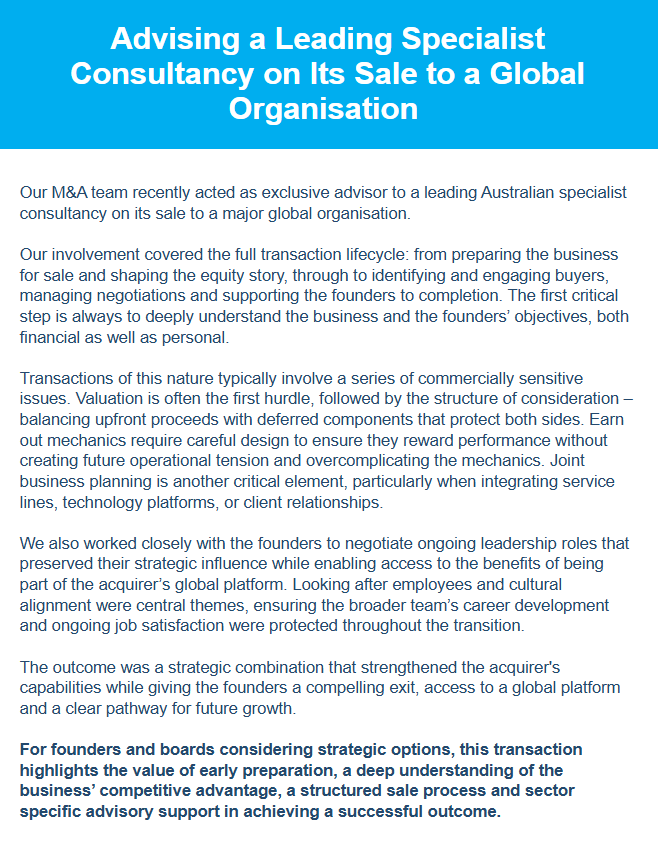 Advising a Leading Specialist
Consultancy on Its Sale to a Global
Organisation
Our M&A team recently acted as exclusive advisor to a leading Australian specialist
consultancy on its sale to a major global organisation.
Our involvement covered the full transaction lifecycle: from preparing the business
for sale and shaping the equity story, through to identifying and engaging buyers,
managing negotiations and supporting the founders to completion. The first critical
step is always to deeply understand the business and the founders’ objectives, both
financial as well as personal.
Transactions of this nature typically involve a series of commercially sensitive
issues. Valuation is often the first hurdle, followed by the structure of consideration –
balancing upfront proceeds with deferred components that protect both sides. Earn
out mechanics require careful design to ensure they reward performance without
creating future operational tension and overcomplicating the mechanics. Joint
business planning is another critical element, particularly when integrating service
lines, technology platforms, or client relationships.
We also worked closely with the founders to negotiate ongoing leadership roles that
preserved their strategic influence while enabling access to the benefits of being
part of the acquirer’s global platform. Looking after employees and cultural
alignment were central themes, ensuring the broader team’s career development
and ongoing job satisfaction were protected throughout the transition.
The outcome was a strategic combination that strengthened the acquirer's
capabilities while giving the founders a compelling exit, access to a global platform
and a clear pathway for future growth.
For founders and boards considering strategic options, this transaction
highlights the value of early preparation, a deep understanding of the
business’ competitive advantage, a structured sale process and sector
specific advisory support in achieving a successful outcome.